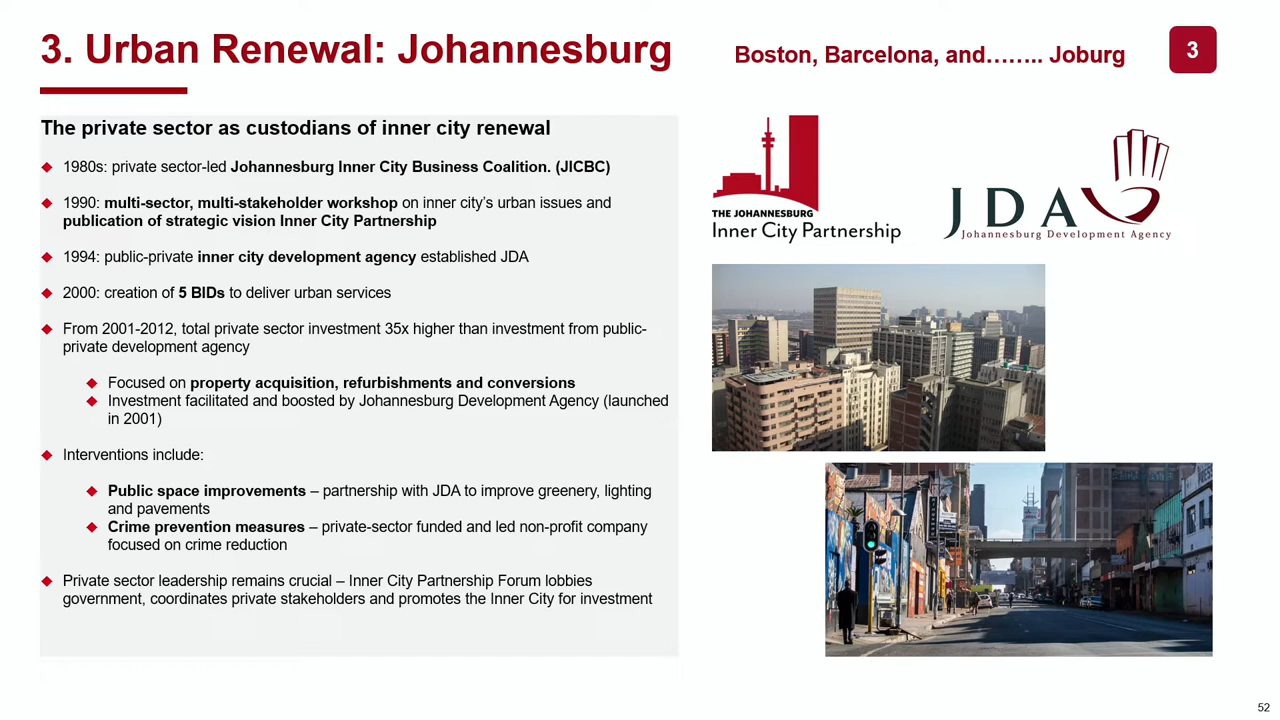 3. Urban Renewal: Johannesburg
Boston, Barcelona, and…….. Joburg
3
The private sector as custodians of inner city renewal
1980s: private sector-led Johannesburg Inner City Business Coalition. (JICBC)
1990: multi-sector, multi-stakeholder workshop on inner city’s urban issues and
publication of strategic vision Inner City Partnership
1994: public-private inner city development agency established JDA
2000: creation of 5 BIDs to deliver urban services
From 2001-2012, total private sector investment 35x higher than investment from public-
private development agency
Focused on property acquisition, refurbishments and conversions
Investment facilitated and boosted by Johannesburg Development Agency (launched
in 2001)
Interventions include:
Public space improvements – partnership with JDA to improve greenery, lighting
and pavements
Crime prevention measures – private-sector funded and led non-profit company
focused on crime reduction
Private sector leadership remains crucial – Inner City Partnership Forum lobbies
government, coordinates private stakeholders and promotes the Inner City for investment
THE JOHANNESBURG
Inner City Partnership
JDA
Johannesburg Development Agency
52